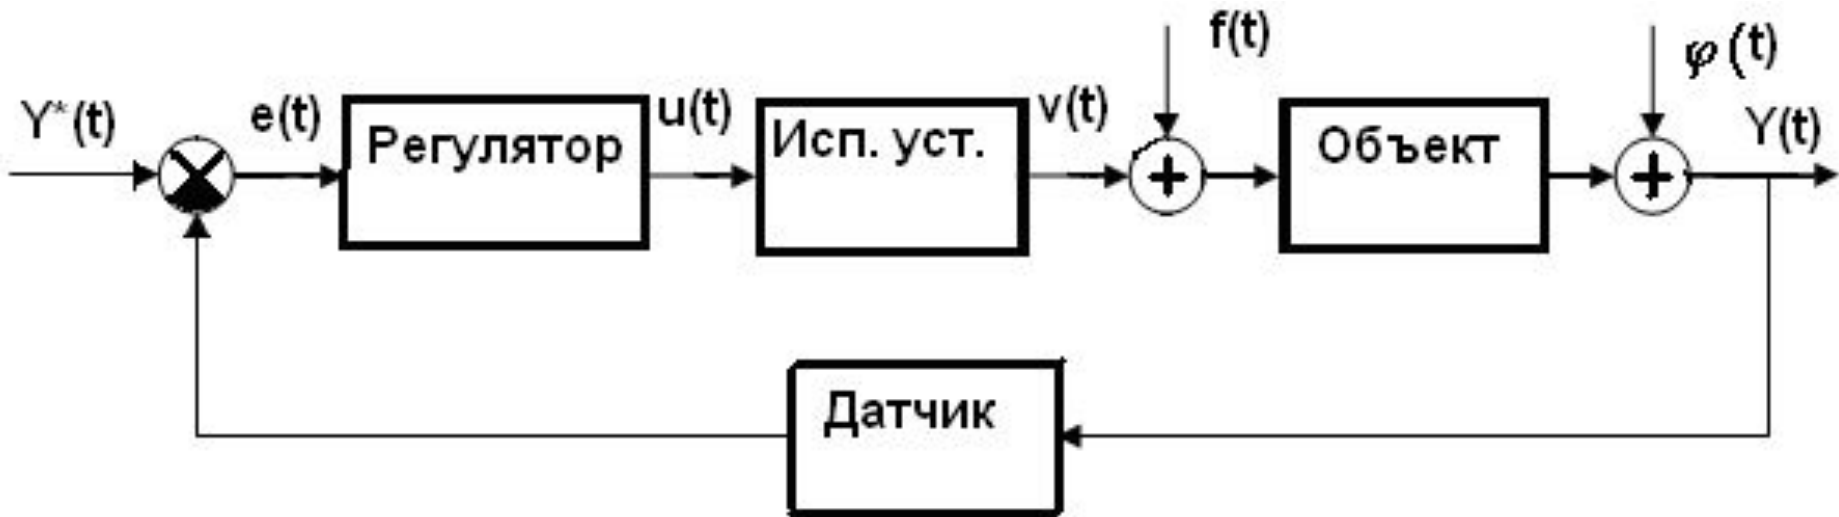 Y*(t)
e(t)
Регулятор
u(t)
Исп. уст.
v(t)
f(t)
Объект
φ(t)
Y(t)
Датчик